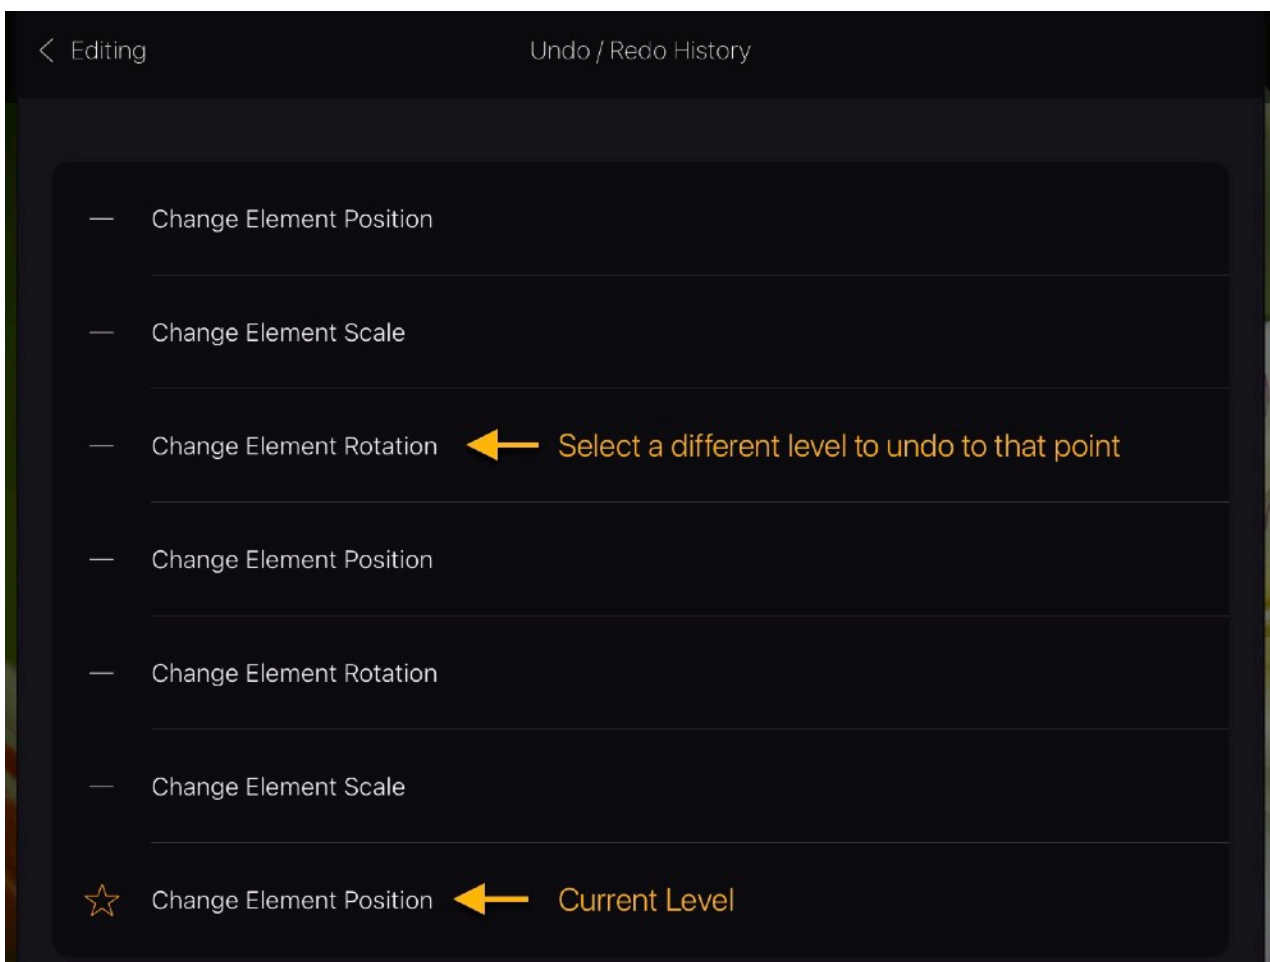 Editing
Undo / Redo History
Change Element Position
Change Element Scale
Change Element Rotation
Select a different level to undo to that point
Change Element Position
Change Element Rotation
Change Element Scale
Change Element Position
Current Level